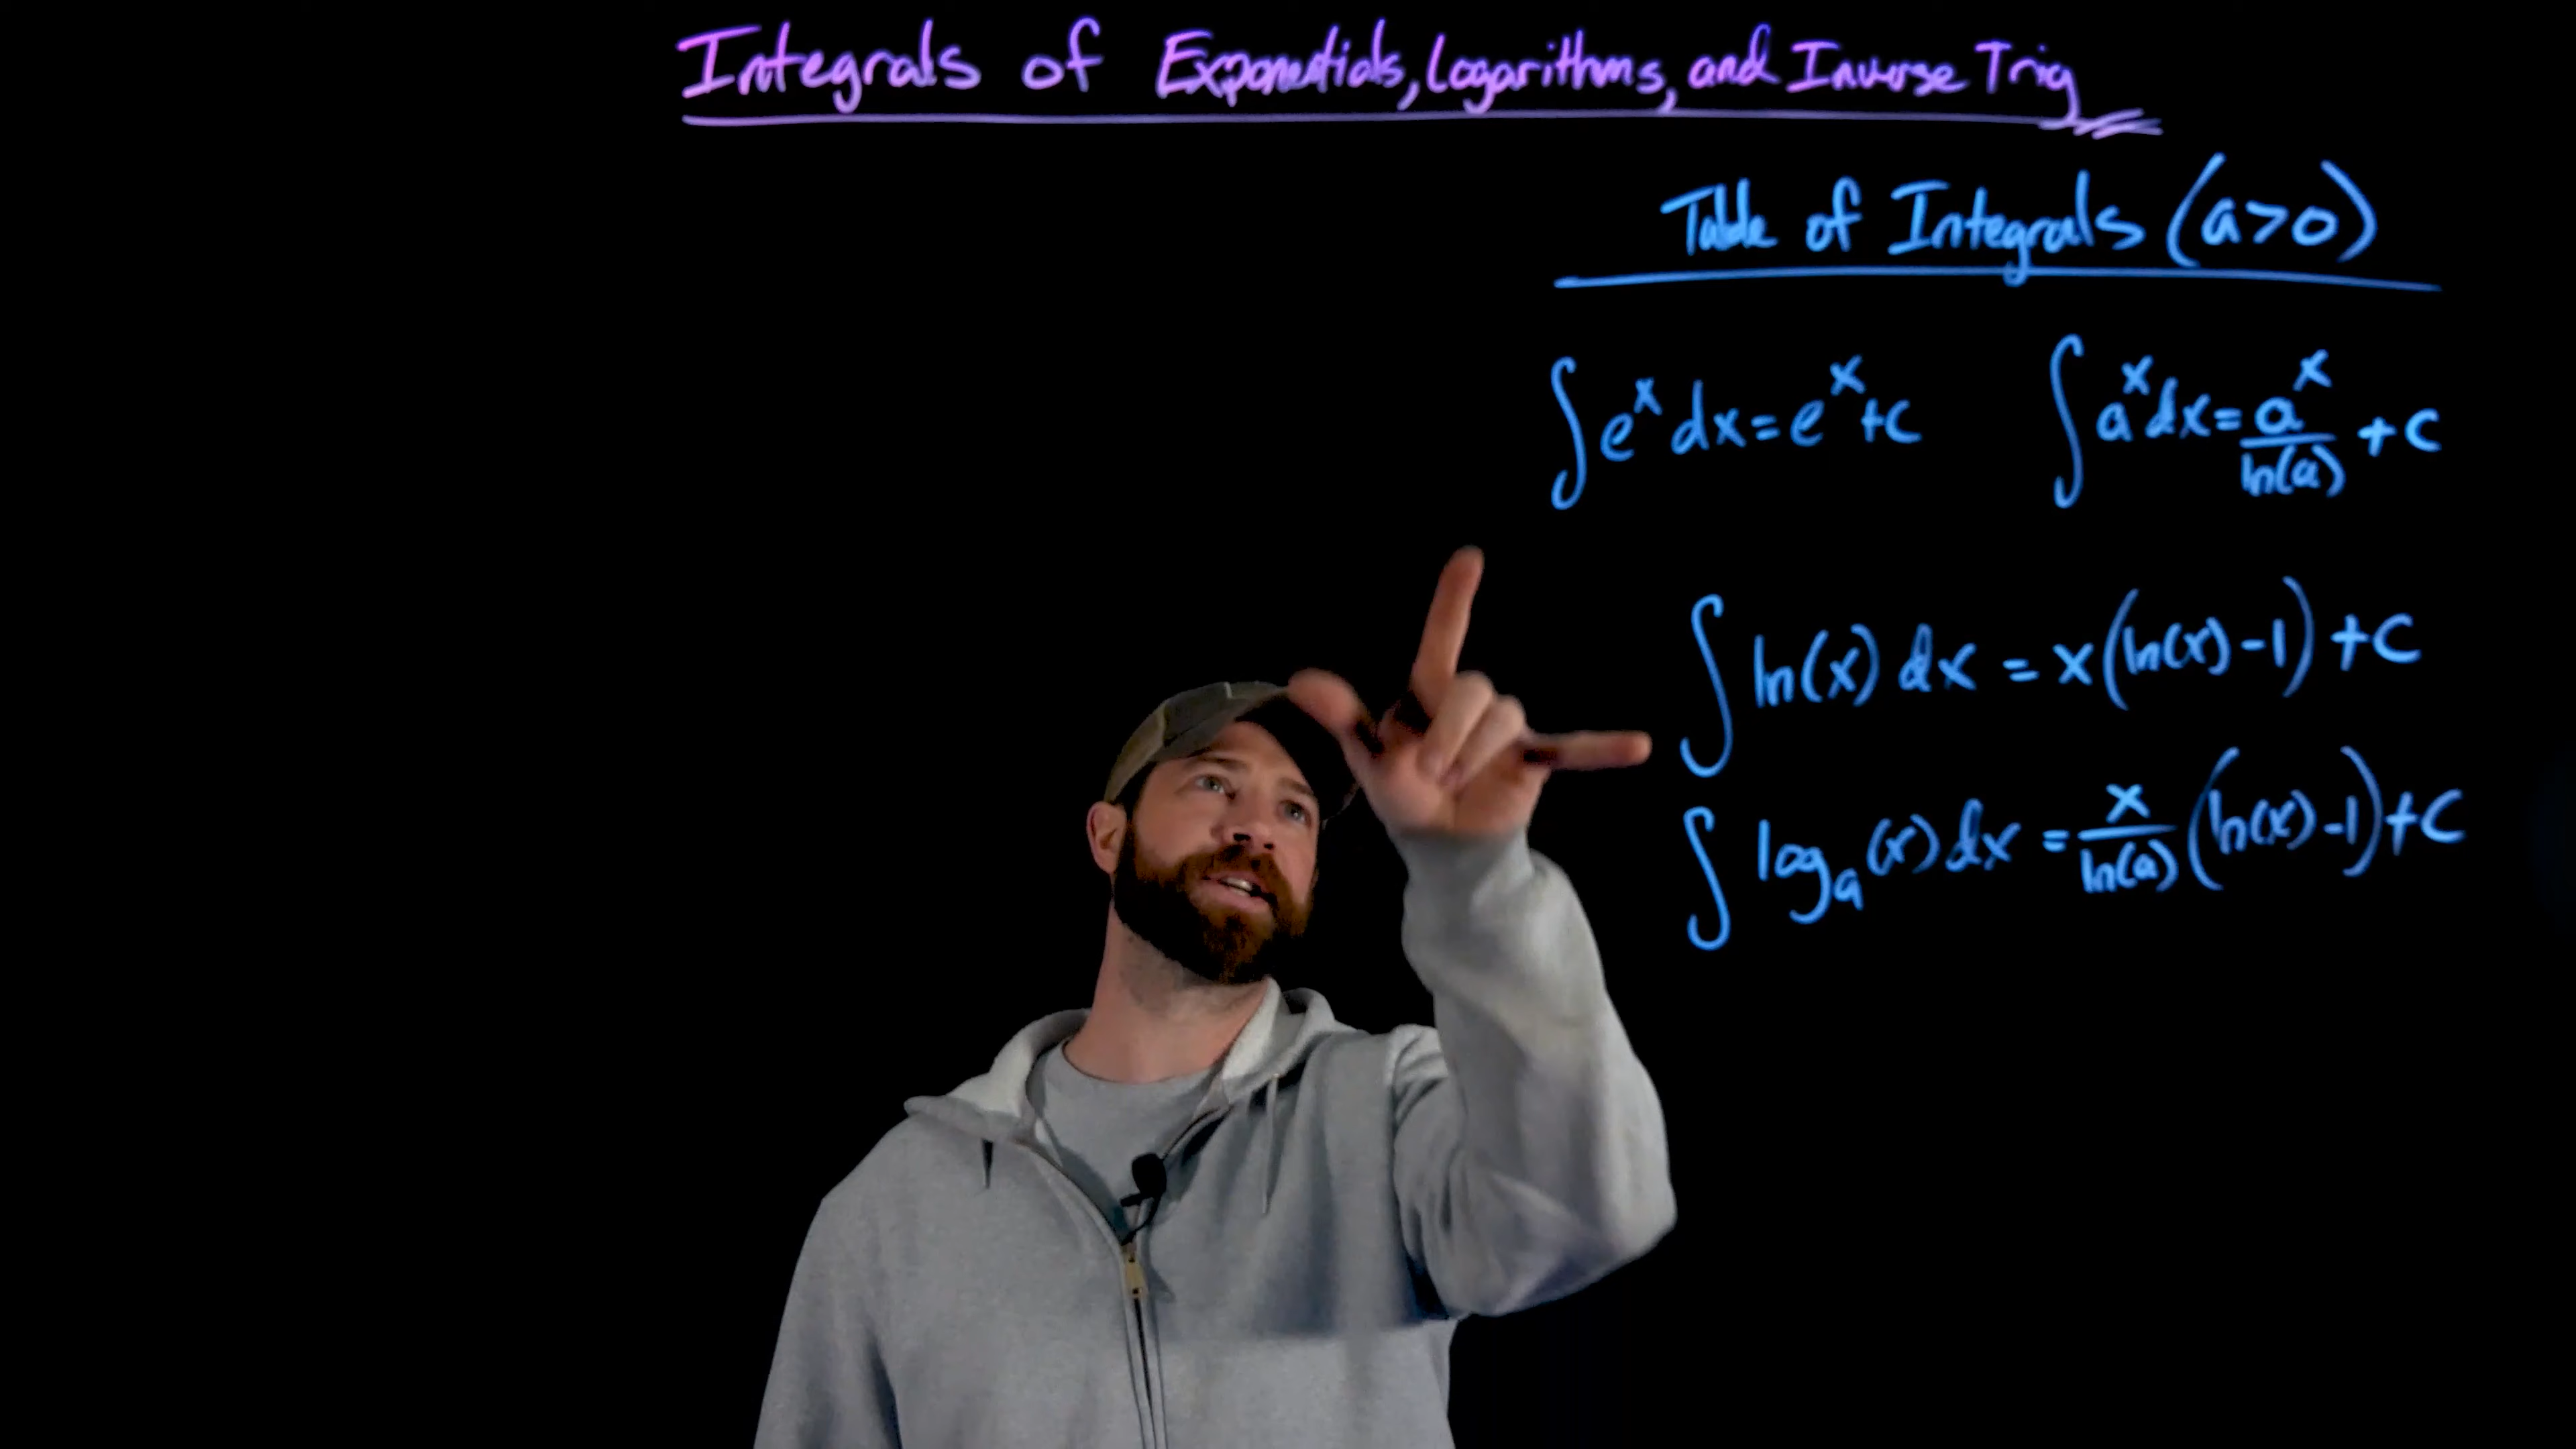 Integrals of Exponentials, Logarithms, and Inverse Trig
Table of Integrals (a>0)
∫e^x dx = e^x + c
∫a^x dx = a^x/ln(a) + c
∫ln(x) dx = x(ln(x)-1) + c
∫log_a(x) dx = x/ln(a) (ln(x)-1) + c